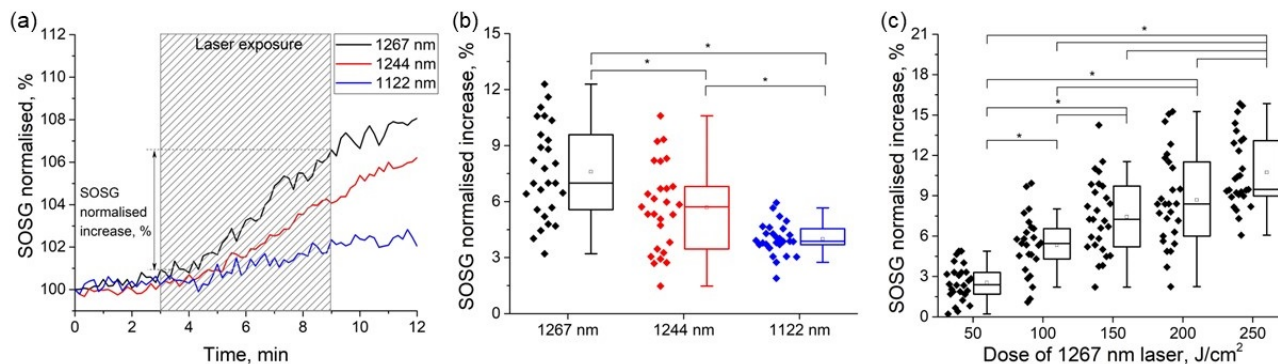 (a)
SOSG normalised, %
112
110
108
106
104
102
100
Laser exposure
1267 nm
1244 nm
1122 nm
SOSG
normalised
increase, %
0
2
4
6
8
10
12
Time, min
(b)
SOSG normalised increase, %
15
12
9
6
3
0
*
*
*
1267 nm
1244 nm
1122 nm
(c)
SOSG normalised increase, %
21
18
15
12
9
6
3
0
*
*
*
*
50
100
150
200
250
Dose of 1267 nm laser, J/cm²